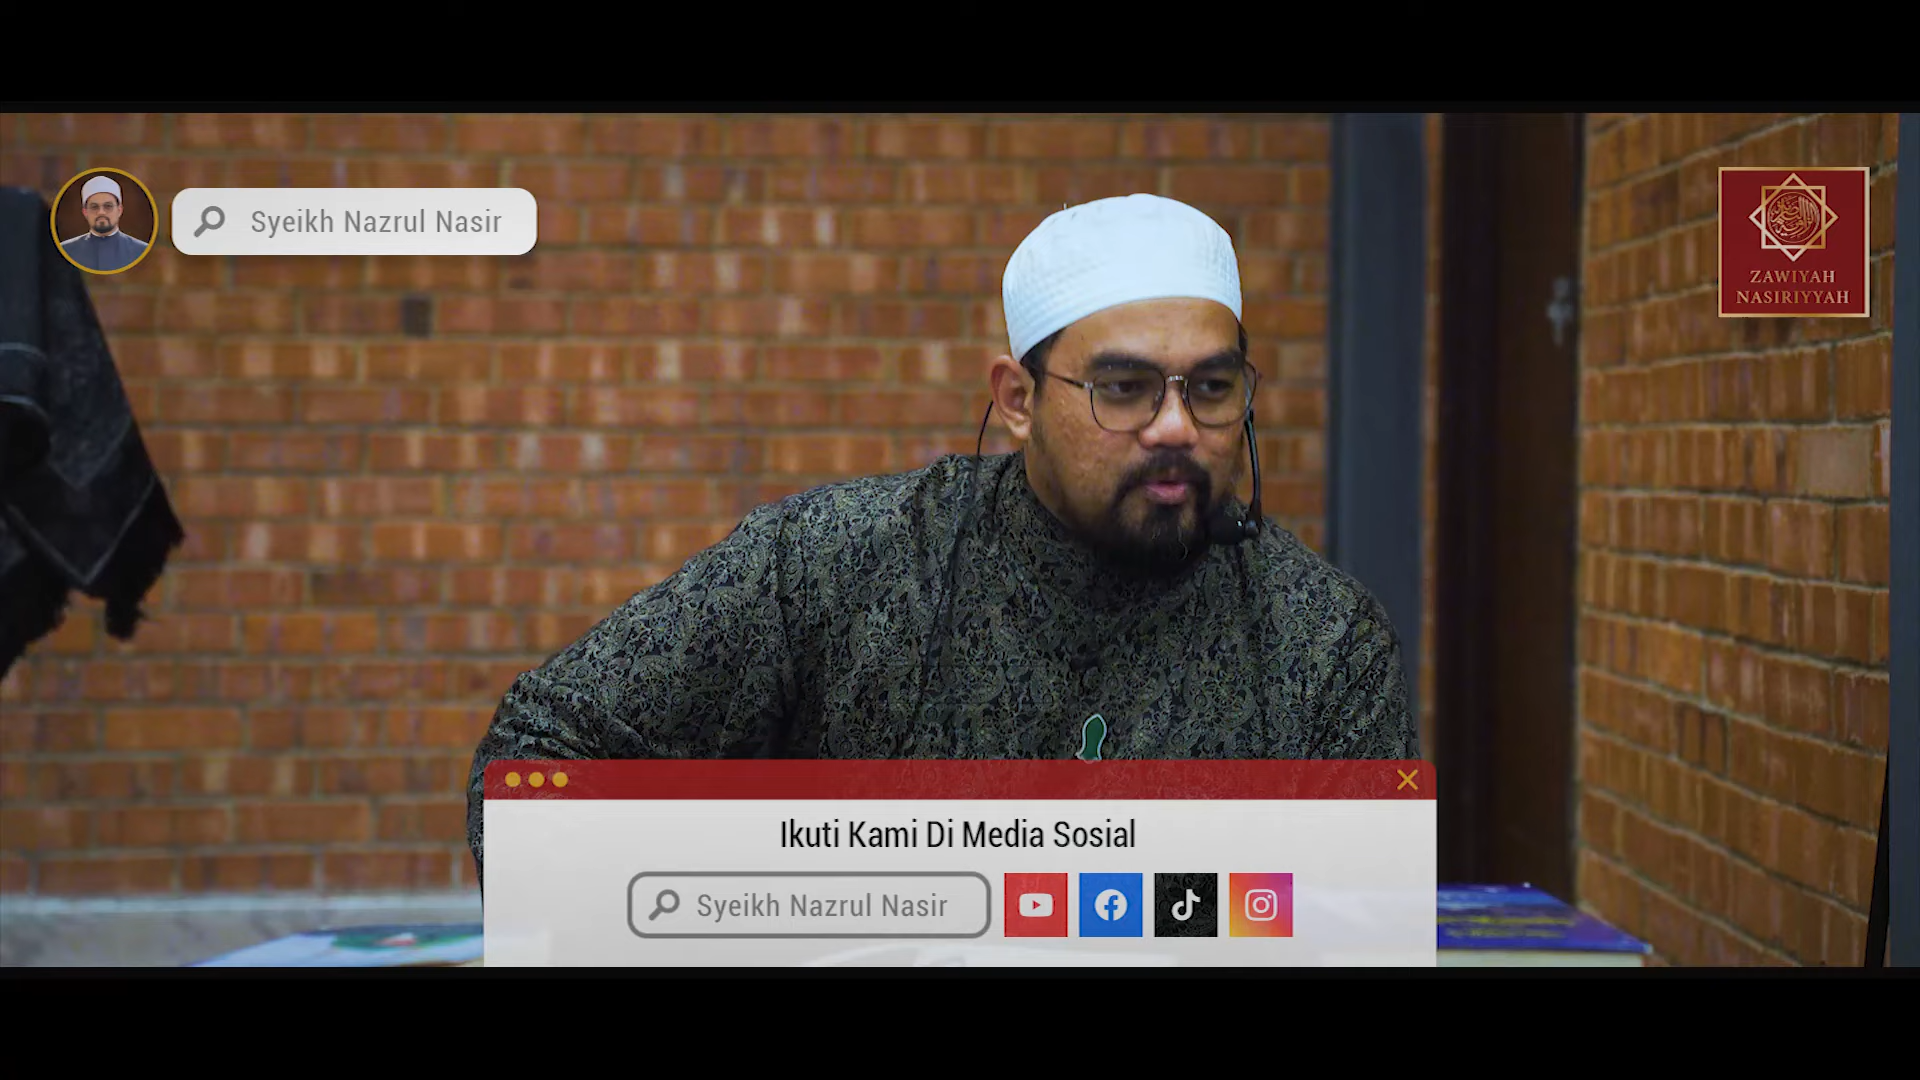 Syeikh Nazrul Nasir
ZAWIYAH
NASIRIYYAH
Ikuti Kami Di Media Sosial
Syeikh Nazrul Nasir